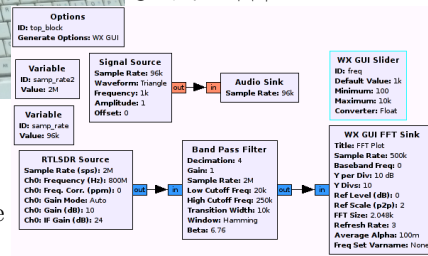 Options
ID: top_block
Generate Options: WX GUI
Variable
ID: samp_rate2
Value: 2M
Variable
ID: samp_rate
Value: 96k
Signal Source
Sample Rate: 96k
Waveform: Triangle
Frequency: 1k
Amplitude: 1
Offset: 0
out
in
Audio Sink
Sample Rate: 96k
WX GUI Slider
ID: freq
Default Value: 1k
Minimum: 100
Maximum: 10k
Converter: Float
RTLSDR Source
Sample Rate (sps): 2M
Ch0: Frequency (Hz): 800M
Ch0: Freq. Corr. (ppm): 0
Ch0: Gain Mode: Auto
Ch0: Gain (dB): 10
Ch0: IF Gain (dB): 24
out
in
Band Pass Filter
Decimation: 4
Gain: 1
Sample Rate: 2M
Low Cutoff Freq: 20k
High Cutoff Freq: 250k
Transition Width: 10k
Window: Hamming
Beta: 6.76
out
in
WX GUI FFT Sink
Title: FFT Plot
Sample Rate: 500k
Baseband Freq: 0
Y per Div: 10 dB
Y Divs: 10
Ref Level (dB): 0
Ref Scale (p2p): 2
FFT Size: 2.048k
Refresh Rate: 3
Average Alpha: 100m
Freq Set Varname: None